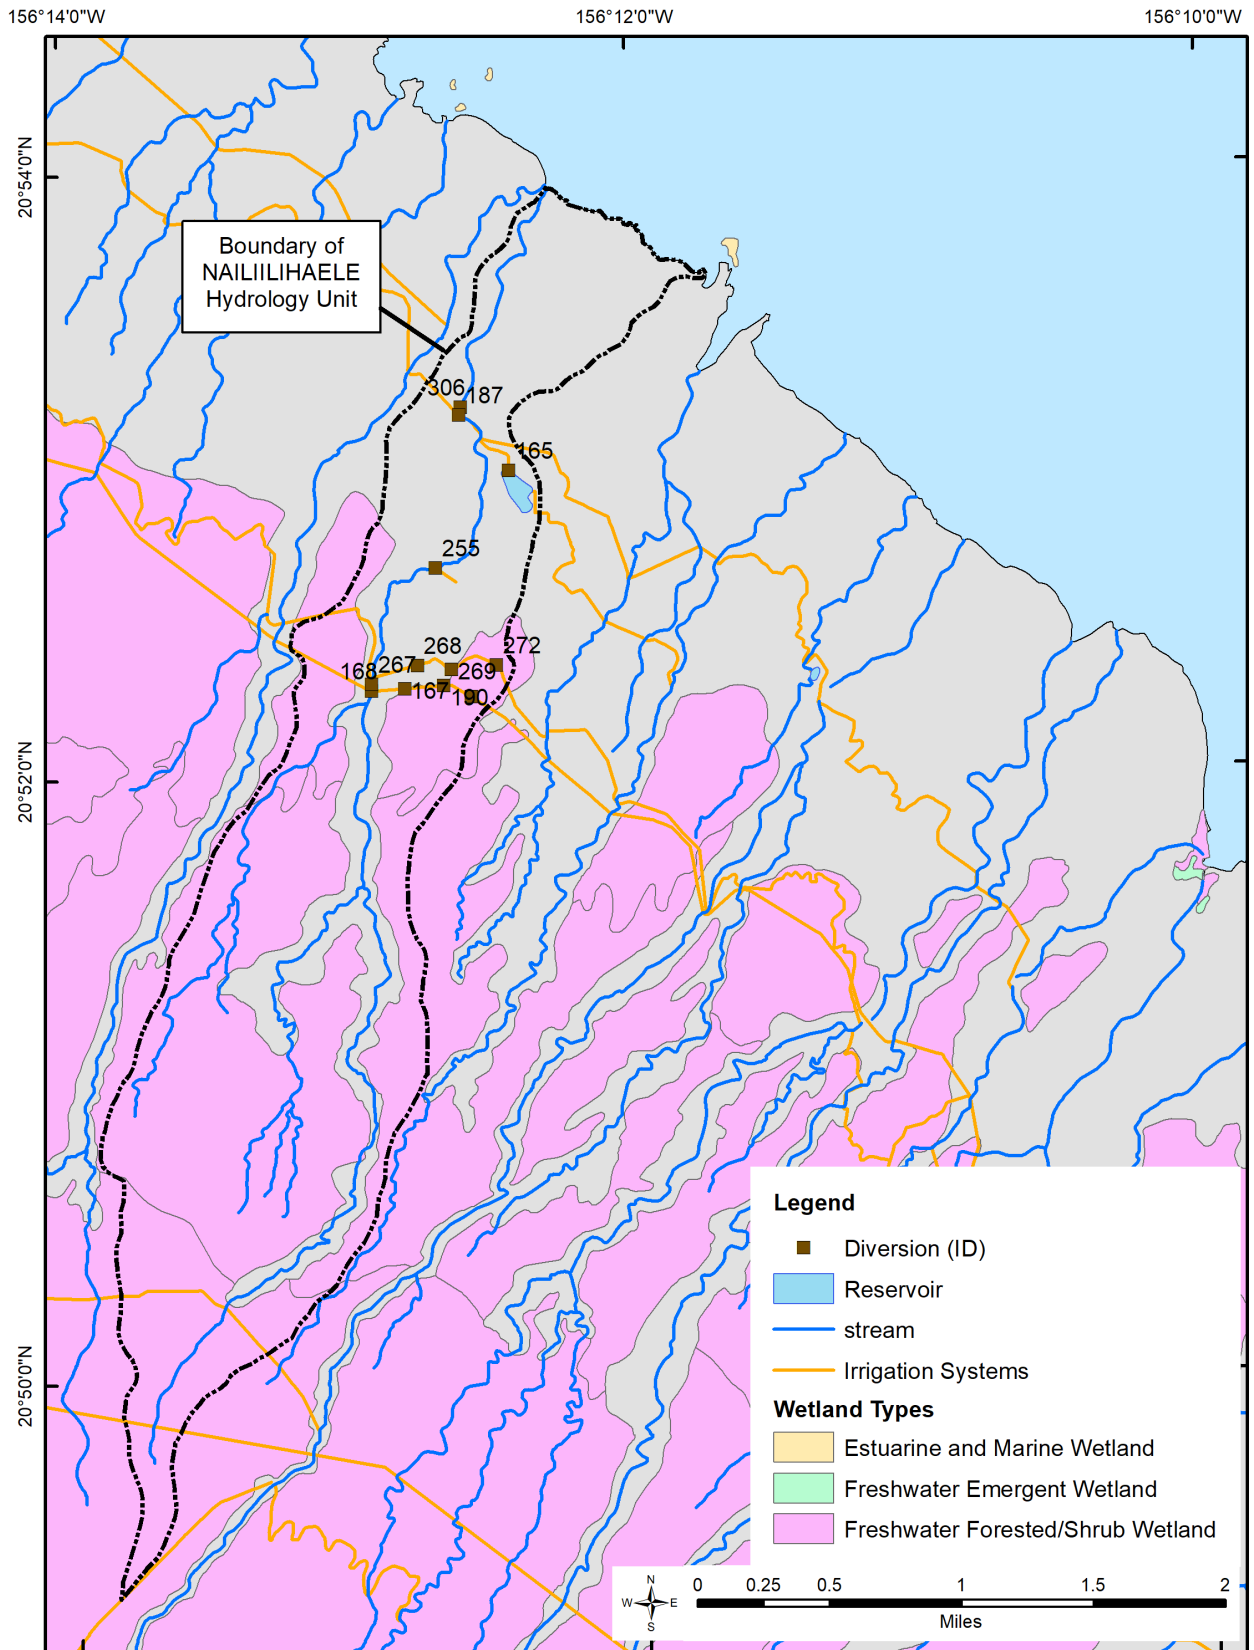 156°14'0"W
156°12'0"W
156°10'0"W
20°54'0"N
Boundary of
NAILIILIHAELE
Hydrology Unit
306
187
165
255
268
272
168
267
269
167
190
20°52'0"N
20°50'0"N
Legend
Diversion (ID)
Reservoir
stream
Irrigation Systems
Wetland Types
Estuarine and Marine Wetland
Freshwater Emergent Wetland
Freshwater Forested/Shrub Wetland
N
W E
S
0 0.25 0.5 1 1.5 2
Miles